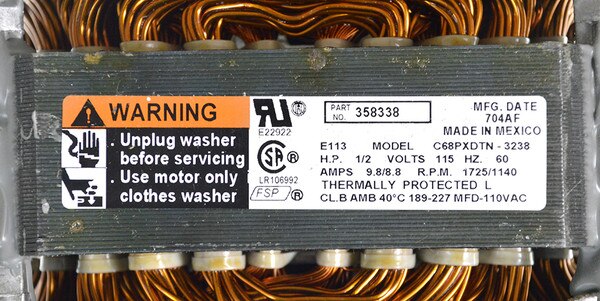 WARNING
. Unplug washer
before servicing
. Use motor only
clothes washer
E22922
SA
LR106992
FSP
PART NO. 358338
MFG. DATE
704AF
MADE IN MEXICO
E113 MODEL C68PXDTN - 3238
H.P. 1/2 VOLTS 115 HZ. 60
AMPS 9.8/8.8 R.P.M. 1725/1140
THERMALLY PROTECTED L
CL.B AMB 40°C 189-227 MFD-110VAC